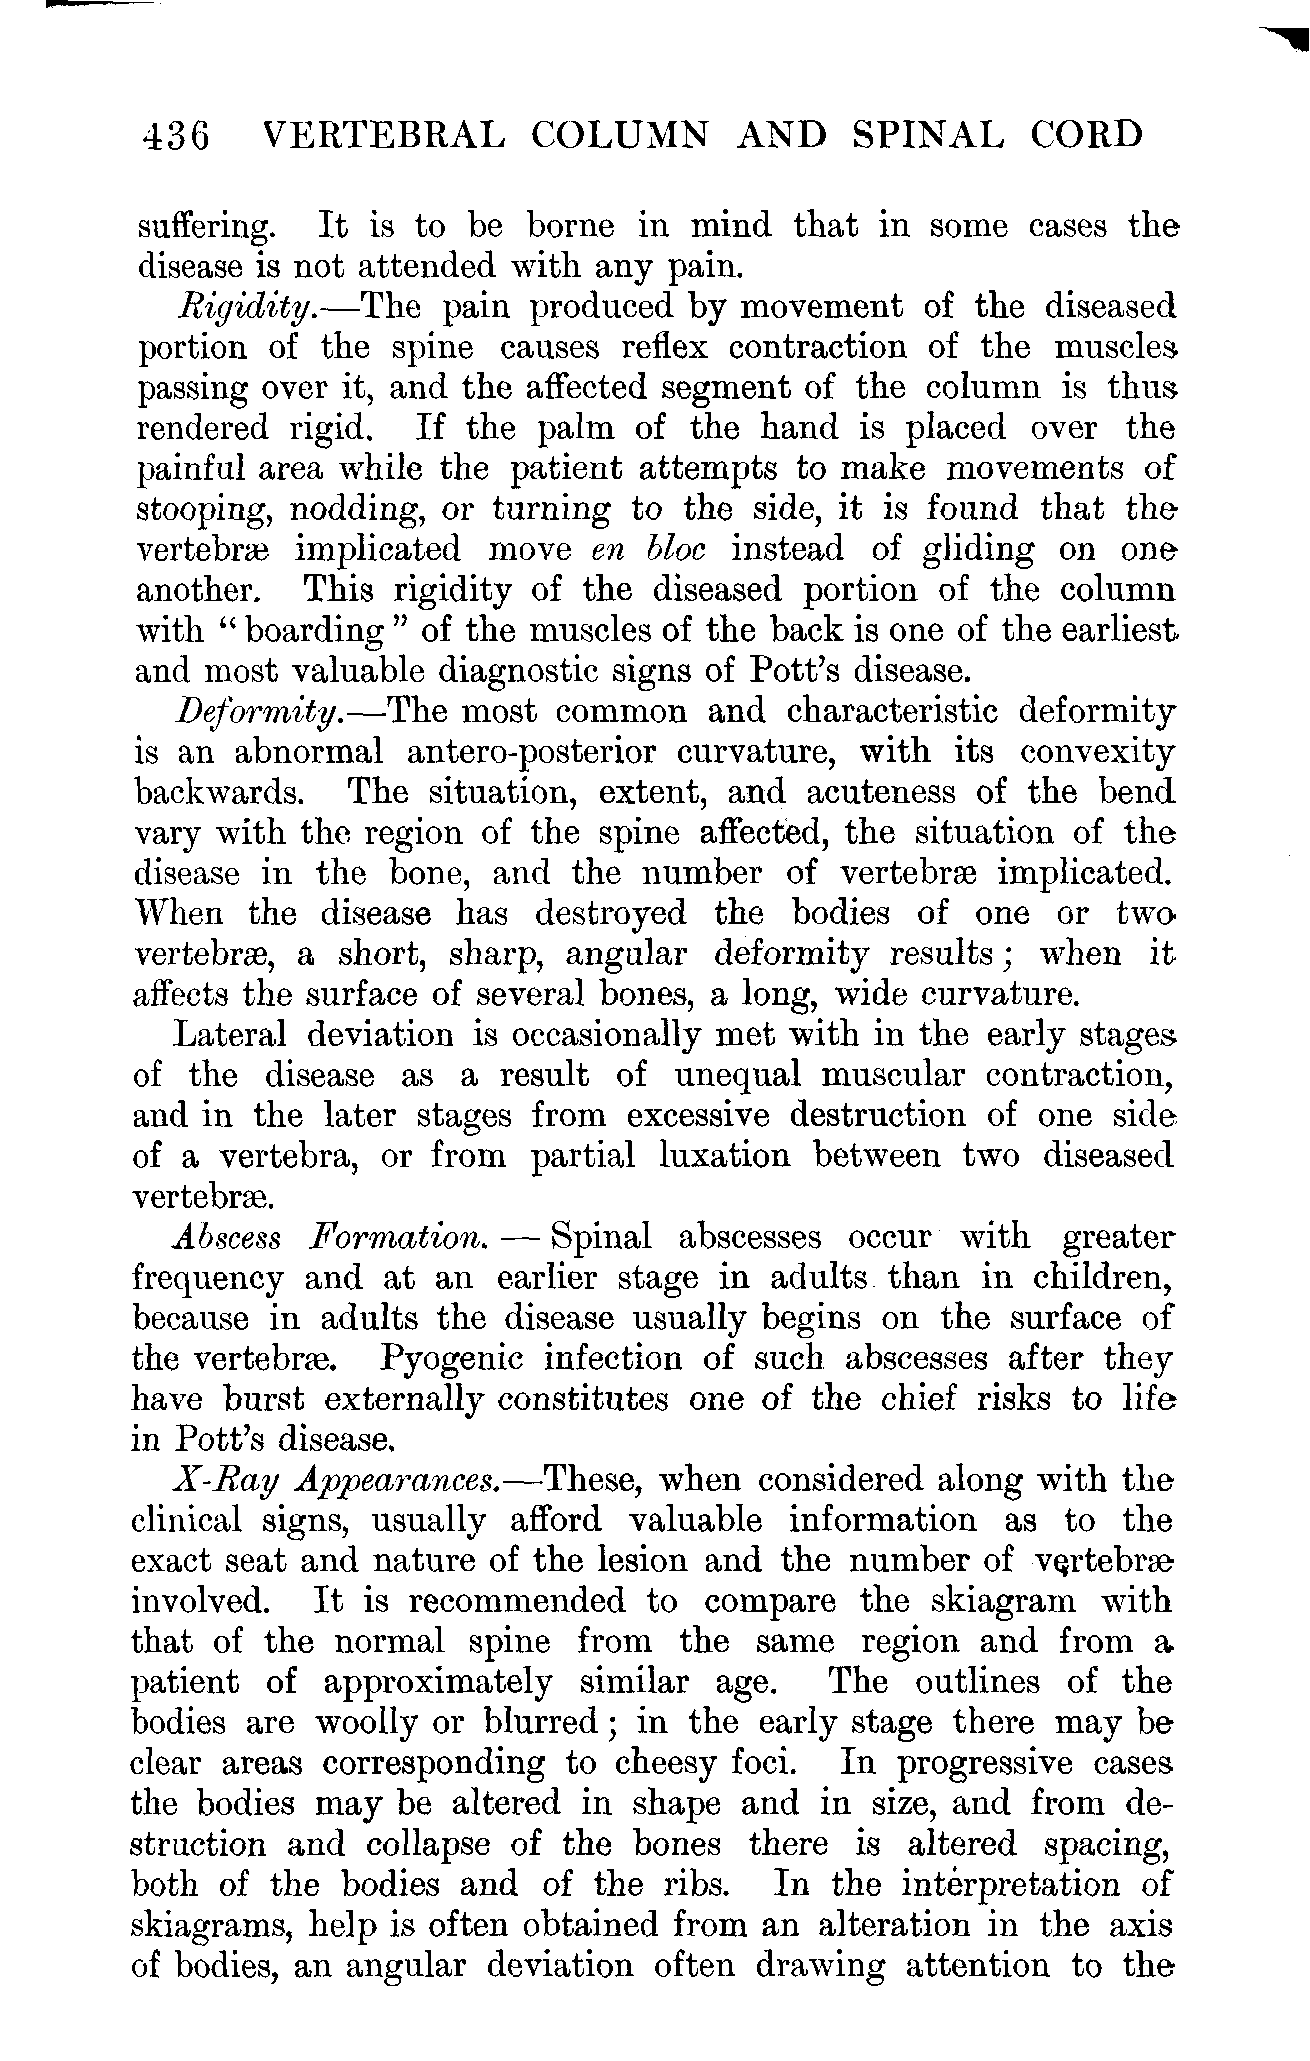 436 VERTEBRAL COLUMN AND SPINAL CORD
suffering. It is to be borne in mind that in some cases the
disease is not attended with any pain.
Rigidity.—The pain produced by movement of the diseased
portion of the spine causes reflex contraction of the muscles
passing over it, and the affected segment of the column is thus
rendered rigid. If the palm of the hand is placed over the
painful area while the patient attempts to make movements of
stooping, nodding, or turning to the side, it is found that the
vertebræ implicated move en bloc instead of gliding on one
another. This rigidity of the diseased portion of the column
with “ boarding ” of the muscles of the back is one of the earliest
and most valuable diagnostic signs of Pott’s disease.
Deformity.—The most common and characteristic deformity
is an abnormal antero-posterior curvature, with its convexity
backwards. The situation, extent, and acuteness of the bend
vary with the region of the spine affected, the situation of the
disease in the bone, and the number of vertebræ implicated.
When the disease has destroyed the bodies of one or two
vertebræ, a short, sharp, angular deformity results ; when it
affects the surface of several bones, a long, wide curvature.
Lateral deviation is occasionally met with in the early stages
of the disease as a result of unequal muscular contraction,
and in the later stages from excessive destruction of one side
of a vertebra, or from partial luxation between two diseased
vertebræ.
Abscess Formation. — Spinal abscesses occur with greater
frequency and at an earlier stage in adults than in children,
because in adults the disease usually begins on the surface of
the vertebræ. Pyogenic infection of such abscesses after they
have burst externally constitutes one of the chief risks to life
in Pott’s disease.
X-Ray Appearances.—These, when considered along with the
clinical signs, usually afford valuable information as to the
exact seat and nature of the lesion and the number of vertebræ
involved. It is recommended to compare the skiagram with
that of the normal spine from the same region and from a
patient of approximately similar age. The outlines of the
bodies are woolly or blurred ; in the early stage there may be
clear areas corresponding to cheesy foci. In progressive cases
the bodies may be altered in shape and in size, and from de-
struction and collapse of the bones there is altered spacing,
both of the bodies and of the ribs. In the interpretation of
skiagrams, help is often obtained from an alteration in the axis
of bodies, an angular deviation often drawing attention to the